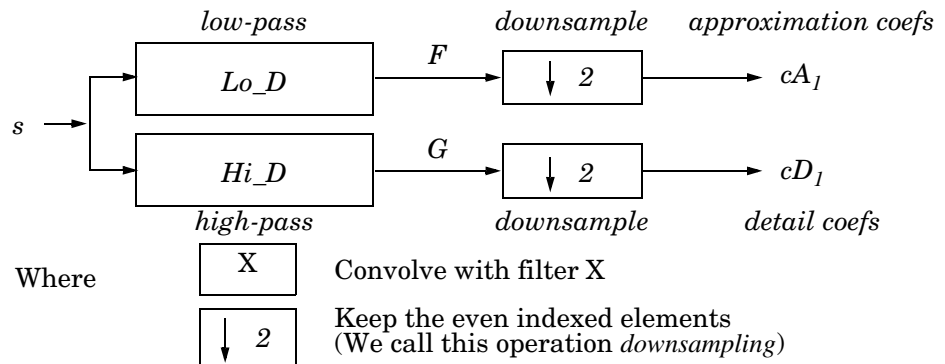 low-pass downsample approximation coefs
Lo_D F ↓ 2 cA1
s
Hi_D G ↓ 2 cD1
high-pass downsample detail coefs
Where X Convolve with filter X
↓ 2 Keep the even indexed elements
(We call this operation downsampling)